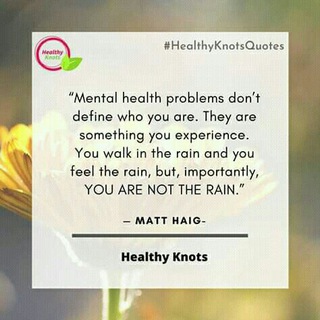 Healthy
Knots
#HealthyKnotsQuotes
“Mental health problems don’t
define who you are. They are
something you experience.
You walk in the rain and you
feel the rain, but, importantly,
YOU ARE NOT THE RAIN.”
– MATT HAIG-
Healthy Knots